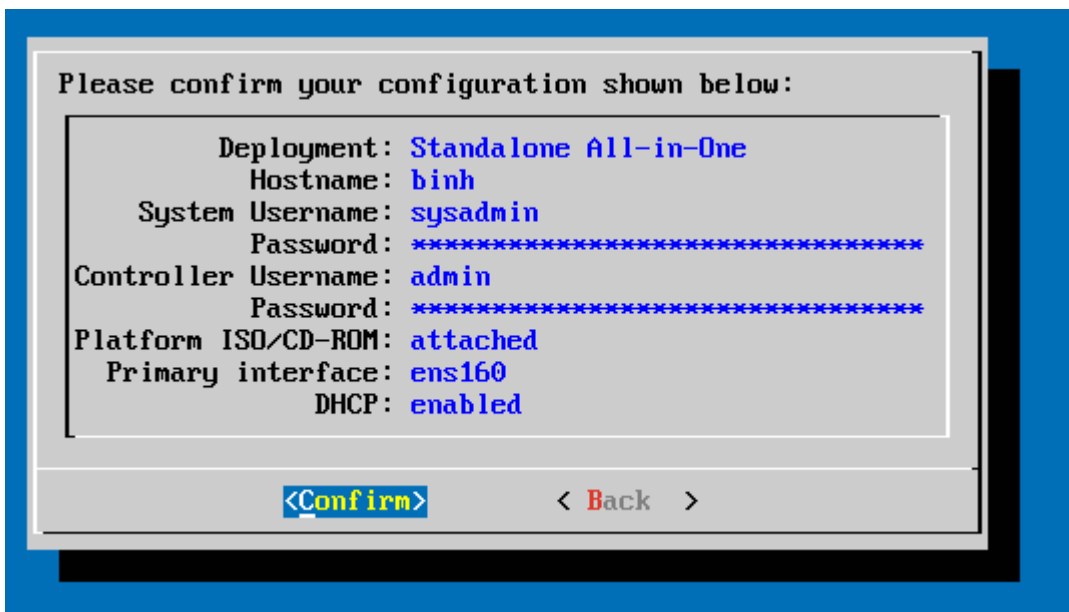 Please confirm your configuration shown below:
Deployment: Standalone All-in-One
Hostname: binh
System Username: sysadmin
Password: ********************************
Controller Username: admin
Password: ********************************
Platform ISO/CD-ROM: attached
Primary interface: ens160
DHCP: enabled
<Confirm> < Back >